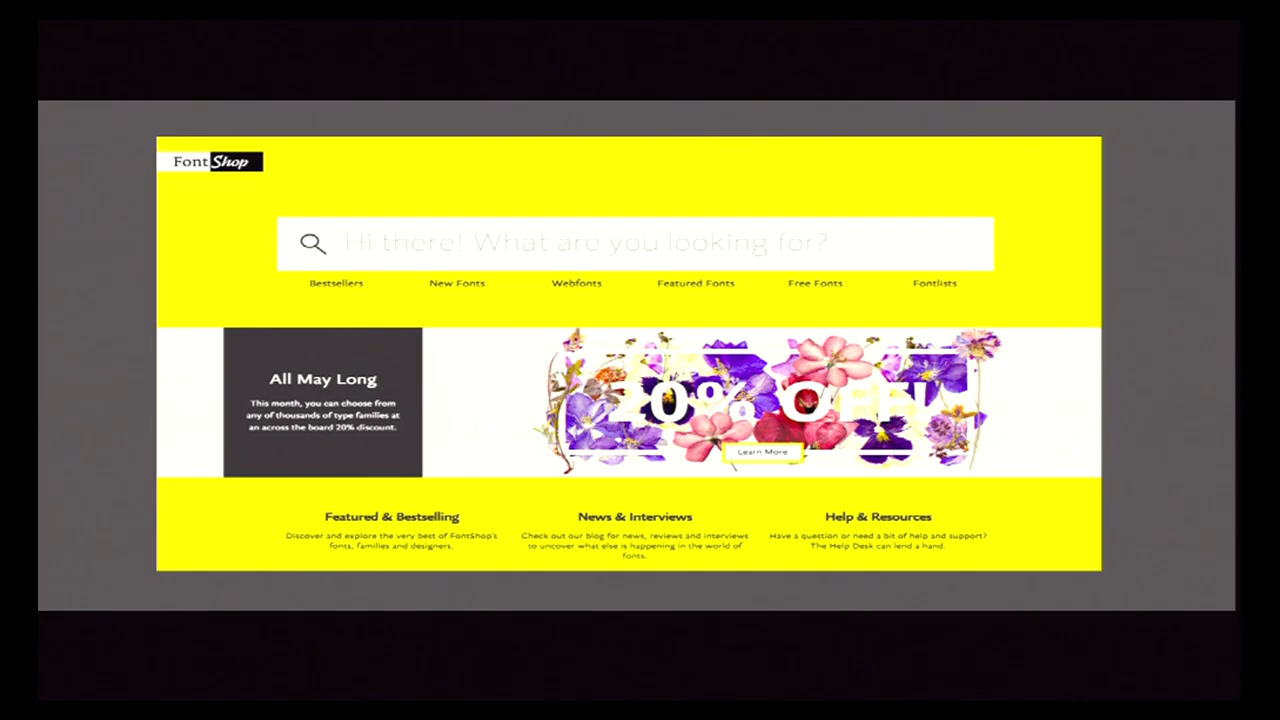 FontShop
Hi there! What are you looking for?
Bestsellers New Fonts Webfonts Featured Fonts Free Fonts Fontlists
All May Long
This month, you can choose from
any of thousands of type families at
an across the board 20% discount.
20% OFF!
Learn More
Featured & Bestselling
Discover and explore the very best of FontShop's
fonts, families and designers.
News & Interviews
Check out our blog for news, reviews and interviews
to uncover what else is happening in the world of
fonts.
Help & Resources
Have a question or need a bit of help and support?
The Help Desk can lend a hand.